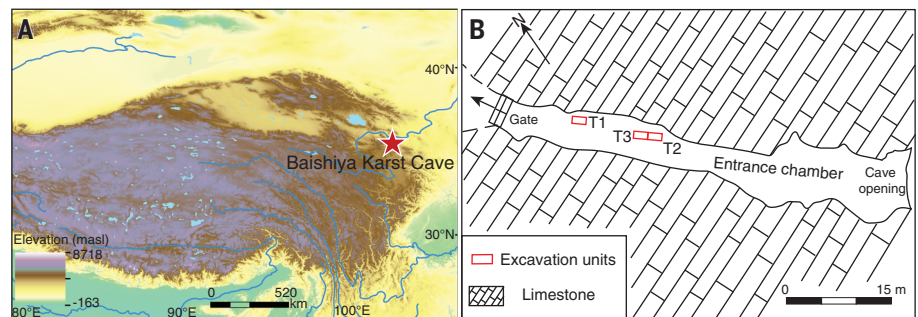 A
40°N
Baishiya Karst Cave
30°N
Elevation (masl)
8718
-163
0 520
km
80°E 90°E 100°E
B
N
Gate
T1
T3
T2
Entrance chamber
Cave
opening
Excavation units
Limestone
0 15 m